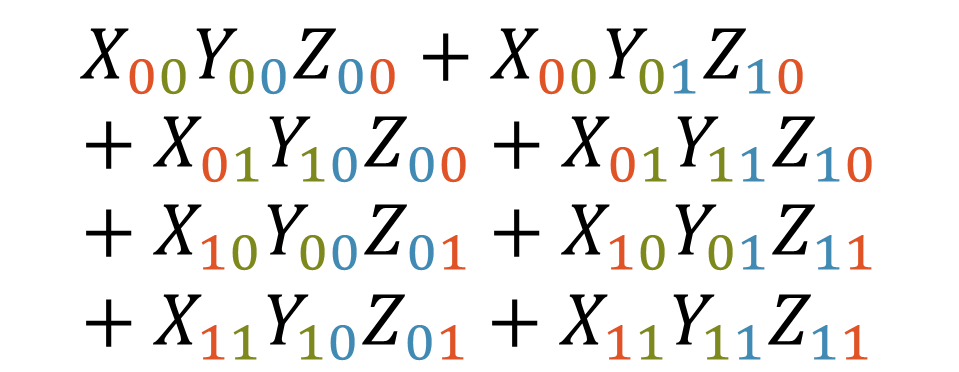 X₀₀Y₀₀Z₀₀ + X₀₀Y₀₁Z₁₀
+ X₀₁Y₁₀Z₀₀ + X₀₁Y₁₁Z₁₀
+ X₁₀Y₀₀Z₀₁ + X₁₀Y₀₁Z₁₁
+ X₁₁Y₁₀Z₀₁ + X₁₁Y₁₁Z₁₁